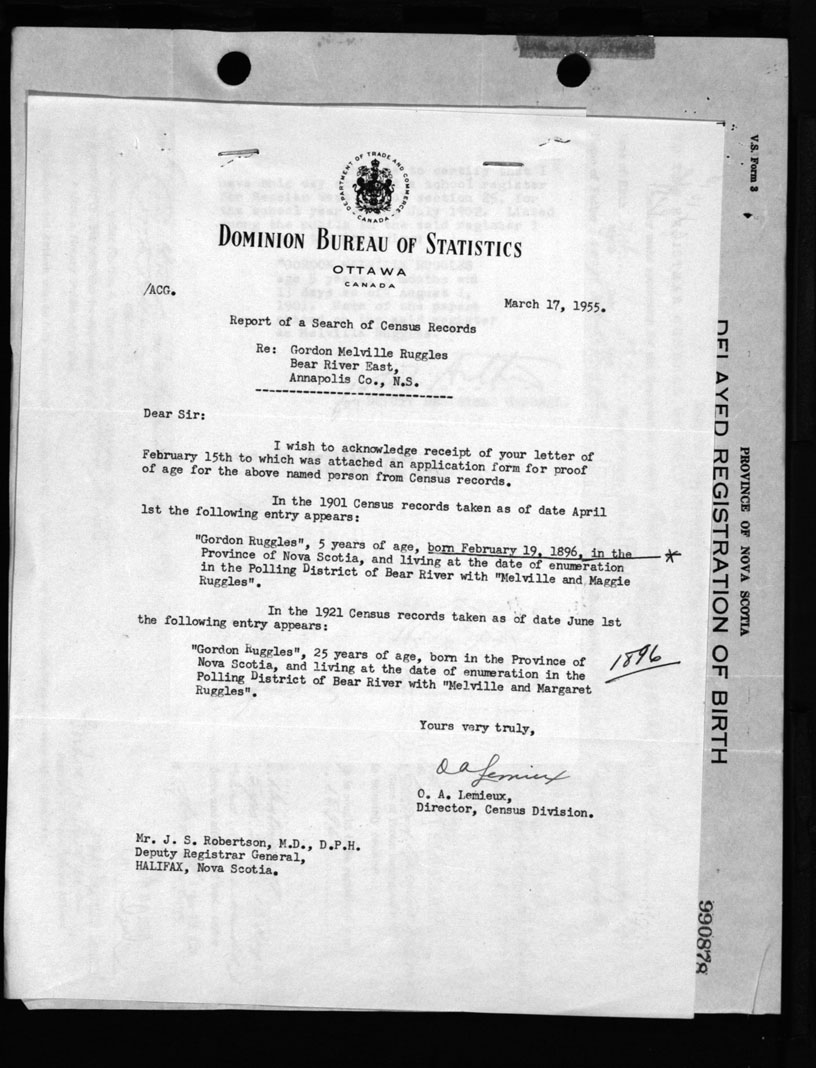 DEPARTMENT OF TRADE AND COMMERCE
CANADA
DOMINION BUREAU OF STATISTICS
OTTAWA
CANADA
/ACG.
March 17, 1955.
Report of a Search of Census Records
Re: Gordon Melville Ruggles
Bear River East,
Annapolis Co., N.S.
Dear Sir:
I wish to acknowledge receipt of your letter of
February 15th to which was attached an application form for proof
of age for the above named person from Census records.
In the 1901 Census records taken as of date April
1st the following entry appears:
"Gordon Ruggles", 5 years of age, born February 19, 1896, in the *
Province of Nova Scotia, and living at the date of enumeration
in the Polling District of Bear River with "Melville and Maggie
Ruggles".
In the 1921 Census records taken as of date June 1st
the following entry appears:
"Gordon Ruggles", 25 years of age, born in the Province of
Nova Scotia, and living at the date of enumeration in the
Polling District of Bear River with "Melville and Margaret
Ruggles".
1896
Yours very truly,
O A Lemieux
O. A. Lemieux,
Director, Census Division.
Mr. J. S. Robertson, M.D., D.P.H.
Deputy Registrar General,
HALIFAX, Nova Scotia.
V.S. Form 3
PROVINCE OF NOVA SCOTIA
DELAYED REGISTRATION OF BIRTH
990878